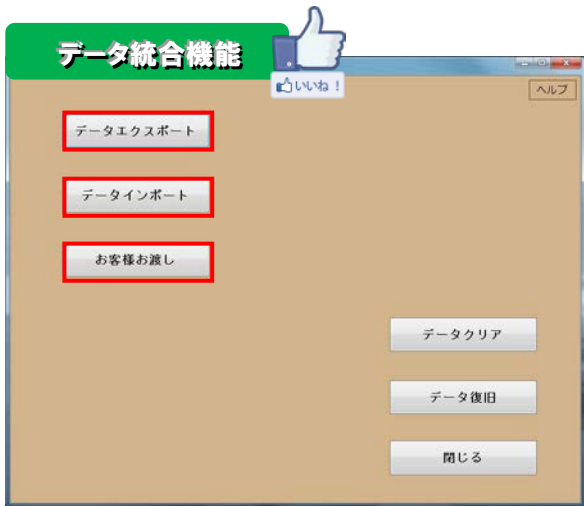 データ統合機能
いいね！
ヘルプ
データエクスポート
データインポート
お客様お渡し
データクリア
データ復旧
閉じる